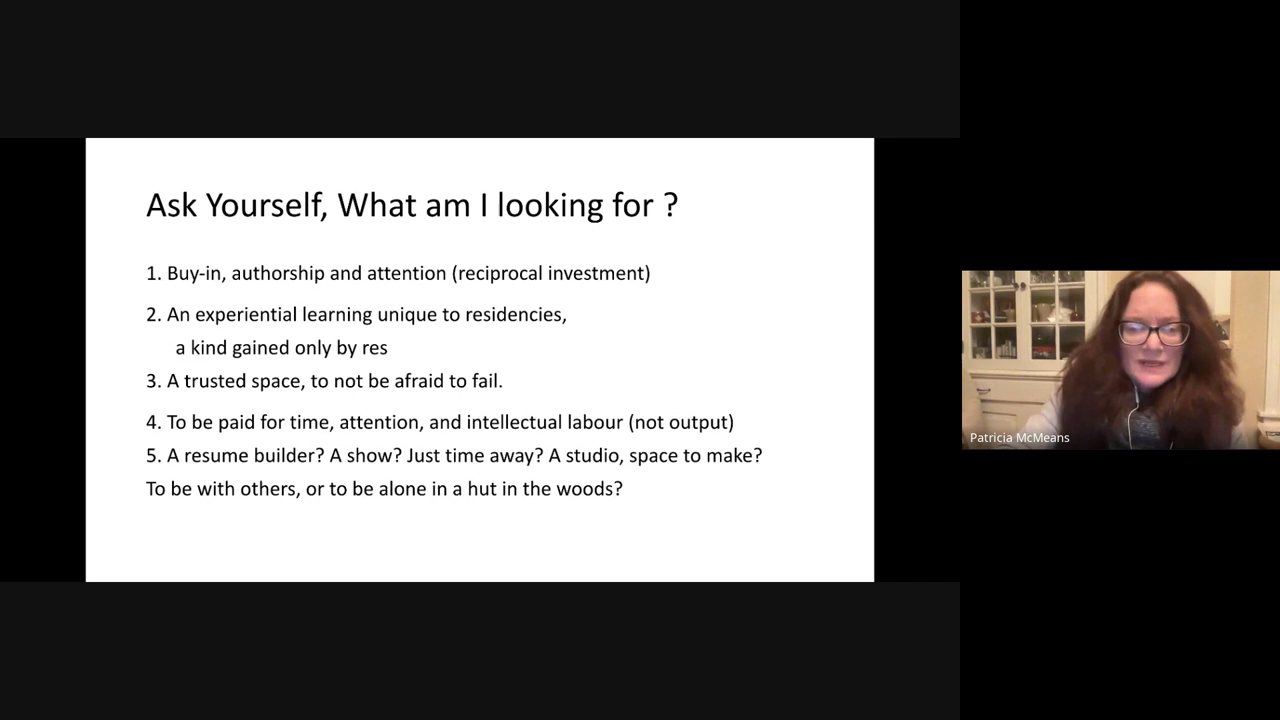 Ask Yourself, What am I looking for ?
1. Buy-in, authorship and attention (reciprocal investment)
2. An experiential learning unique to residencies,
a kind gained only by res
3. A trusted space, to not be afraid to fail.
4. To be paid for time, attention, and intellectual labour (not output)
5. A resume builder? A show? Just time away? A studio, space to make?
To be with others, or to be alone in a hut in the woods?
Patricia McMeans